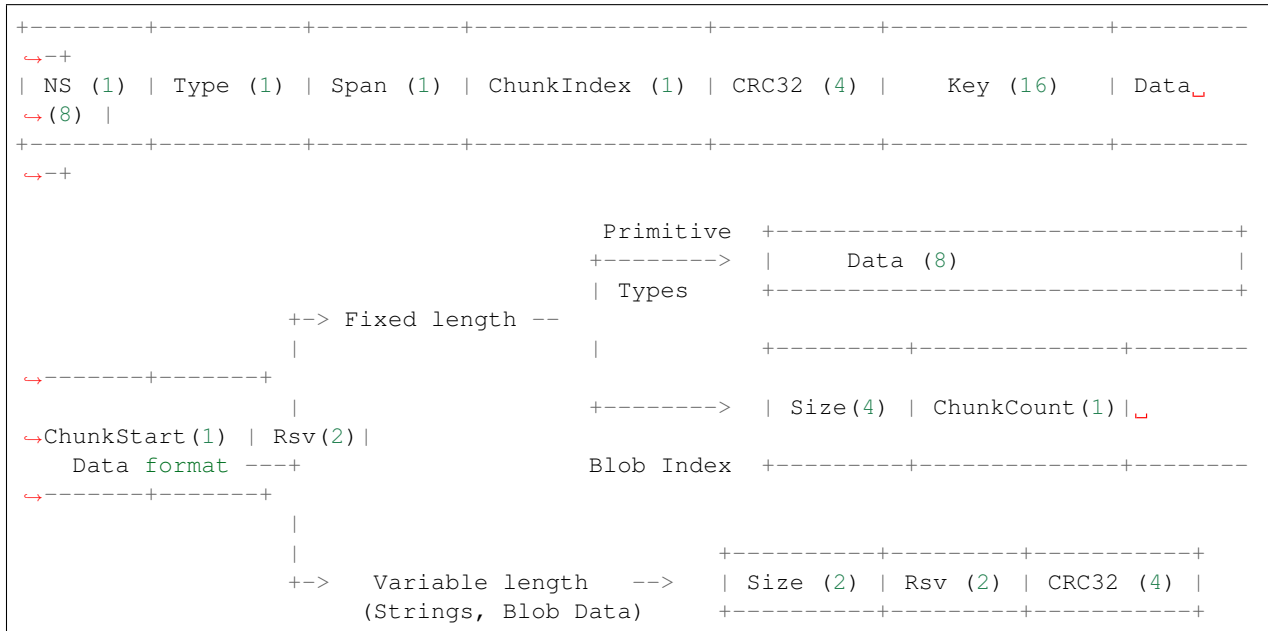 +--------+----------+----------+----------------+-----------+---------------+---------
↪-+
| NS (1) | Type (1) | Span (1) | ChunkIndex (1) | CRC32 (4) |    Key (16)    | Data␣
↪(8) |
+--------+----------+----------+----------------+-----------+---------------+---------
↪-+
                                         Primitive  +--------------------------------+
                                        +-------->  |     Data (8)                    |
                                        | Types     +--------------------------------+
                   +-> Fixed length --
                   |                    |           +---------+--------------+--------
↪-------+-------+
                   |                    +-------->  | Size(4) | ChunkCount(1)|␣
↪ChunkStart(1) | Rsv(2)|
    Data format ---+                    Blob Index  +---------+--------------+--------
↪-------+-------+
                   |
                   |                             +----------+---------+-----------+
                   +->   Variable length   -->   | Size (2) | Rsv (2) | CRC32 (4) |
                        (Strings, Blob Data)     +----------+---------+-----------+